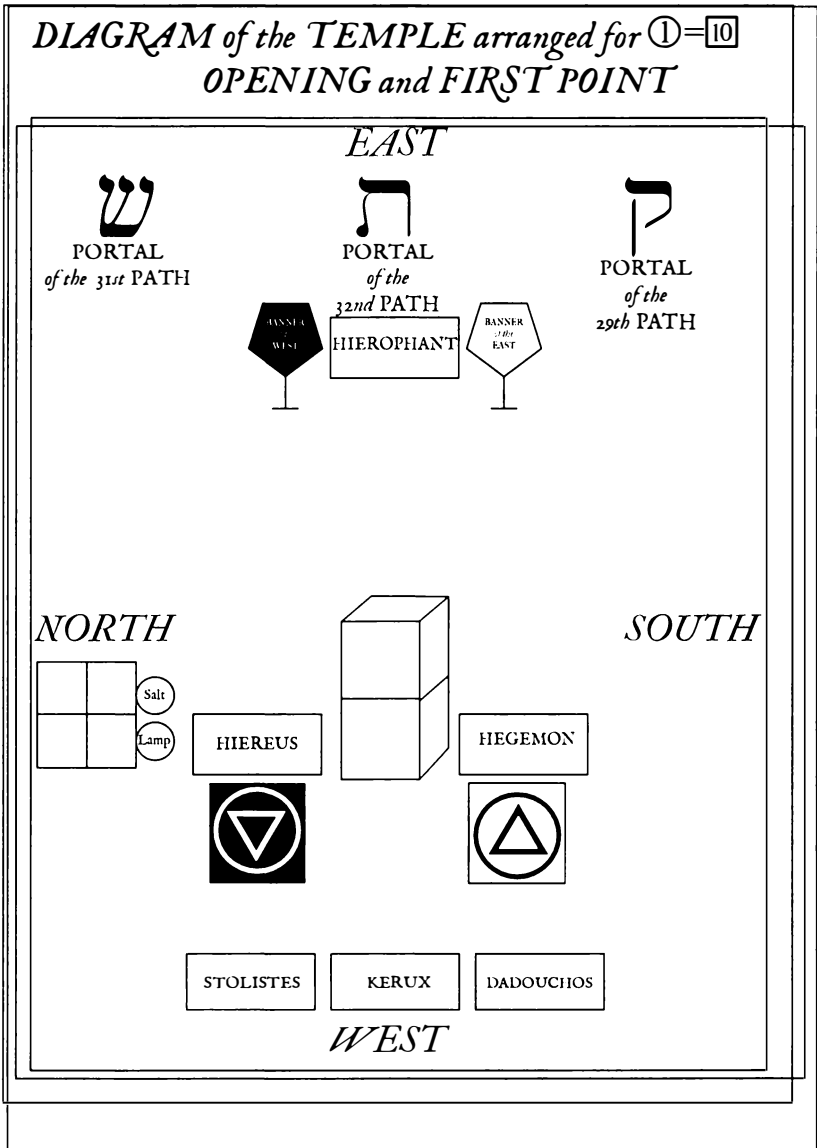 DIAGRAM of the TEMPLE arranged for ①=🔟
OPENING and FIRST POINT
EAST
ש
PORTAL
of the 31st PATH
ת
PORTAL
of the
32nd PATH
ק
PORTAL
of the
29th PATH
BANNER
WEST
HIEROPHANT
BANNER
of the
EAST
NORTH
SOUTH
Salt
Lamp
HIEREUS
HEGEMON
STOLISTES
KERUX
DADOUCHOS
WEST